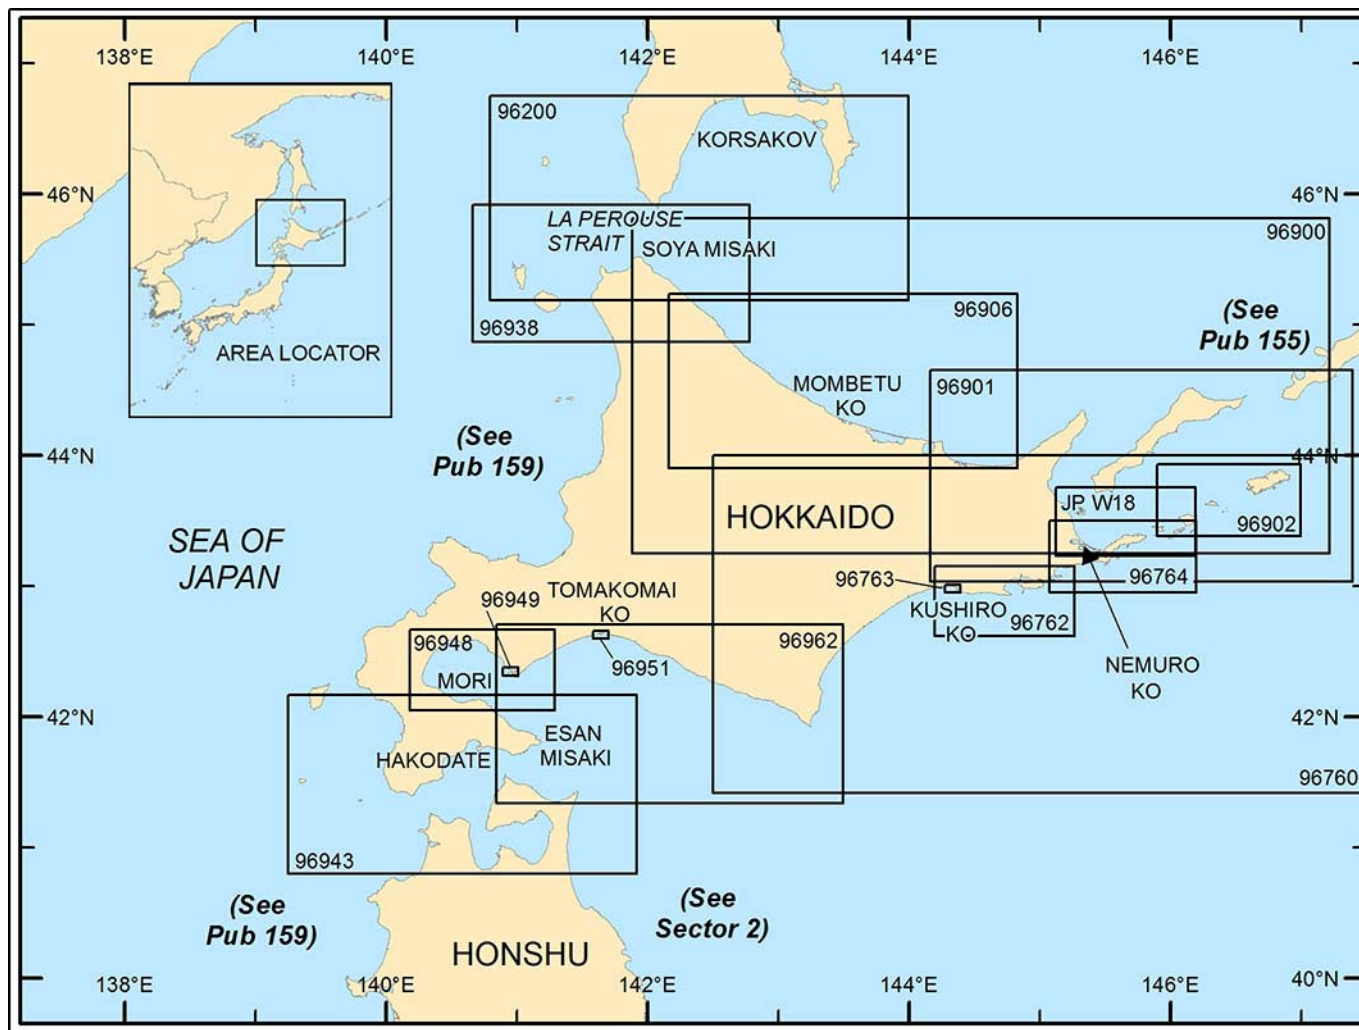 138°E
140°E
142°E
144°E
146°E
96200
KORSAKOV
46°N
46°N
LA PEROUSE
STRAIT
SOYA MISAKI
96900
96938
96906
(See
Pub 155)
AREA LOCATOR
MOMBETU
KO
96901
(See
Pub 159)
44°N
44°N
JP W18
HOKKAIDO
96902
SEA OF
JAPAN
96763
96764
TOMAKOMAI
KO
96949
KUSHIRO
KO
96762
96948
96962
96951
MORI
NEMURO
KO
42°N
42°N
ESAN
MISAKI
HAKODATE
96760
96943
(See
Pub 159)
(See
Sector 2)
HONSHU
138°E
140°E
142°E
144°E
146°E
40°N